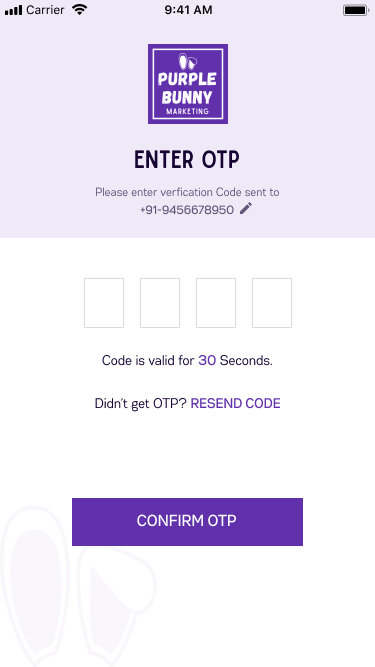 Carrier 9:41 AM
PURPLE
BUNNY
MARKETING
ENTER OTP
Please enter verfication Code sent to
+91-9456678950
Code is valid for 30 Seconds.
Didn't get OTP? RESEND CODE
CONFIRM OTP